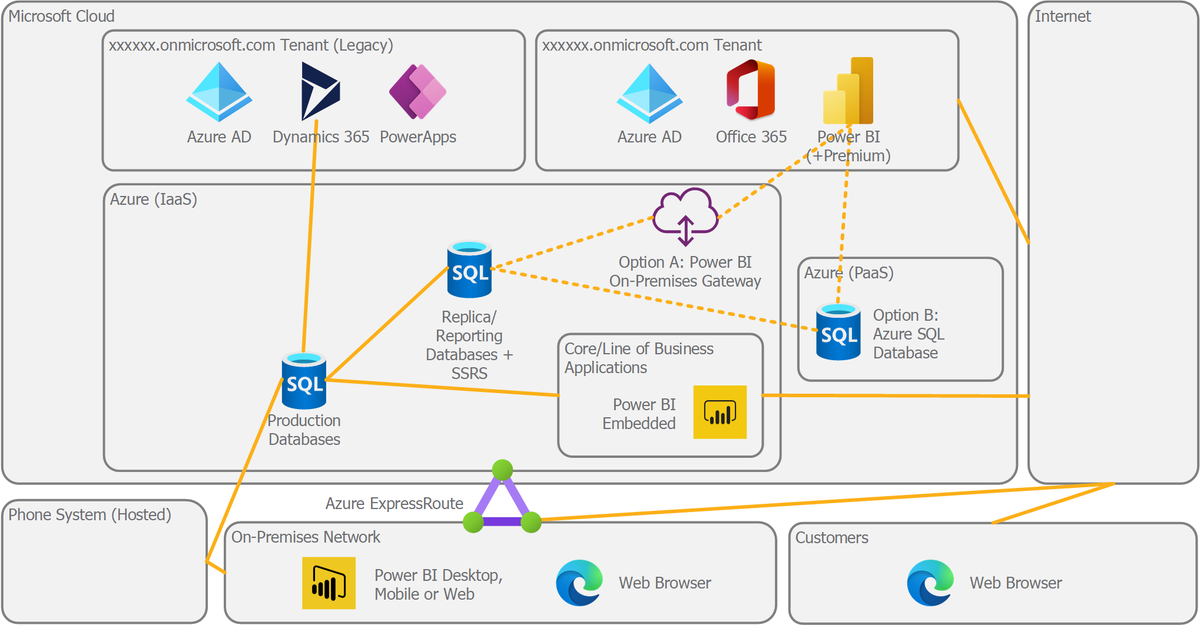 Microsoft Cloud
Internet
xxxxxx.onmicrosoft.com Tenant (Legacy)
Azure AD
Dynamics 365
PowerApps
xxxxxx.onmicrosoft.com Tenant
Azure AD
Office 365
Power BI
(+Premium)
Azure (IaaS)
SQL
Replica/
Reporting
Databases +
SSRS
Option A: Power BI
On-Premises Gateway
Azure (PaaS)
SQL
Option B:
Azure SQL
Database
SQL
Production
Databases
Core/Line of Business
Applications
Power BI
Embedded
Azure ExpressRoute
Phone System (Hosted)
On-Premises Network
Power BI Desktop,
Mobile or Web
Web Browser
Customers
Web Browser